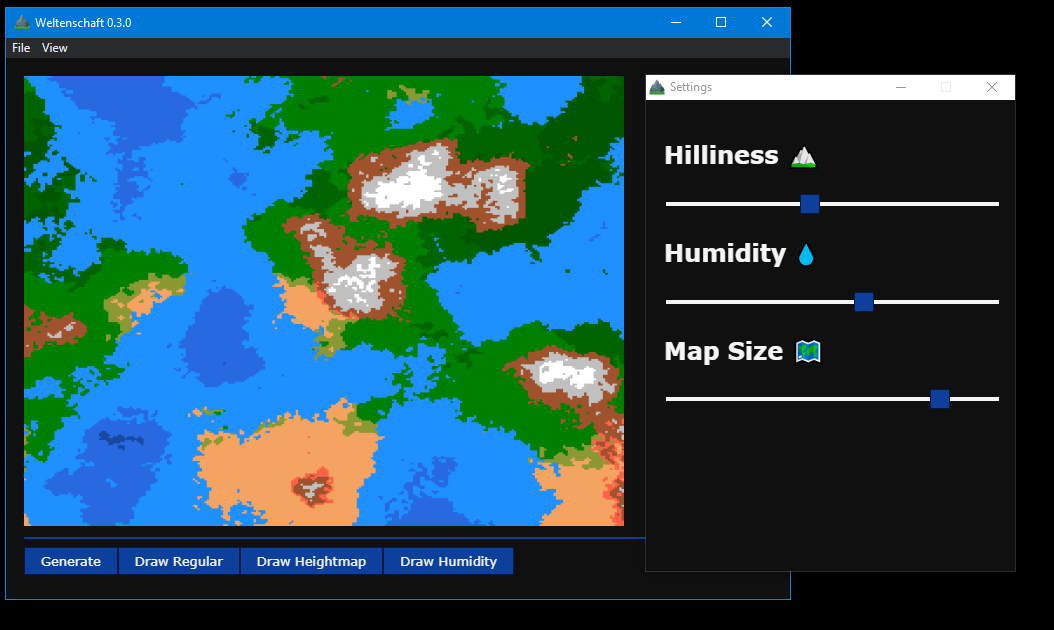 Weltenschaft 0.3.0
File View
Settings
Hilliness
Humidity
Map Size
Generate Draw Regular Draw Heightmap Draw Humidity